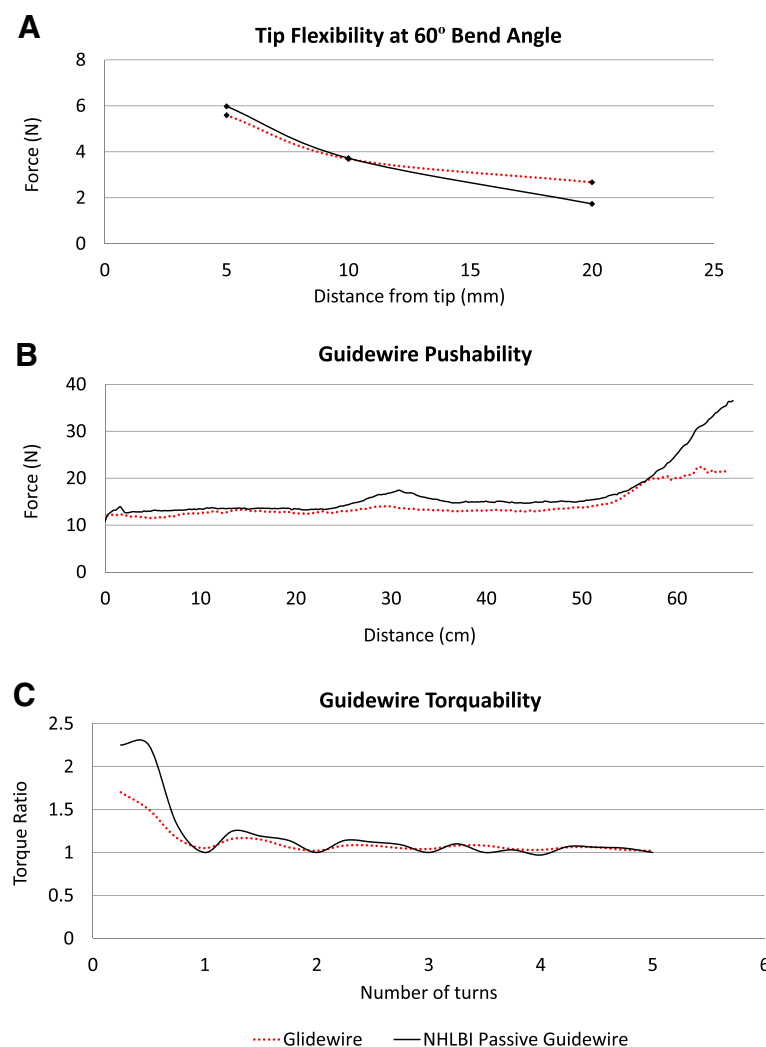 A
Tip Flexibility at 60º Bend Angle
8
6
4
2
0
Force (N)
0 5 10 15 20 25
Distance from tip (mm)
B
Guidewire Pushability
40
30
20
10
0
Force (N)
0 10 20 30 40 50 60
Distance (cm)
C
Guidewire Torquability
2.5
2
1.5
1
0.5
0
Torque Ratio
0 1 2 3 4 5 6
Number of turns
Glidewire NHLBI Passive Guidewire